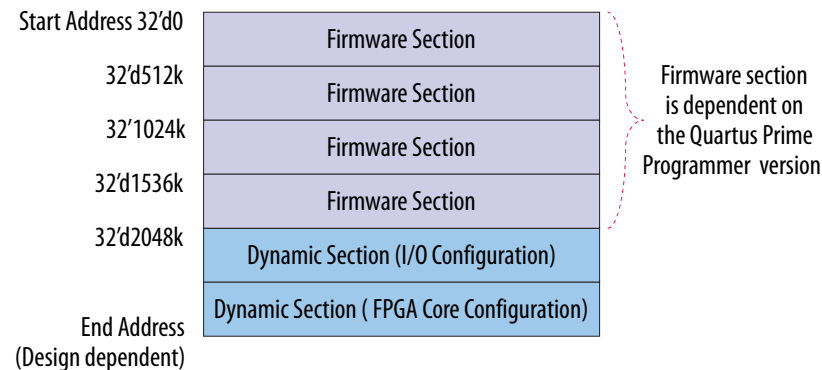 Start Address 32'd0
Firmware Section
32'd512k
Firmware Section
32'1024k
Firmware Section
32'd1536k
Firmware Section
32'd2048k
Dynamic Section (I/O Configuration)
Dynamic Section ( FPGA Core Configuration)
End Address
(Design dependent)
Firmware section
is dependent on
the Quartus Prime
Programmer version